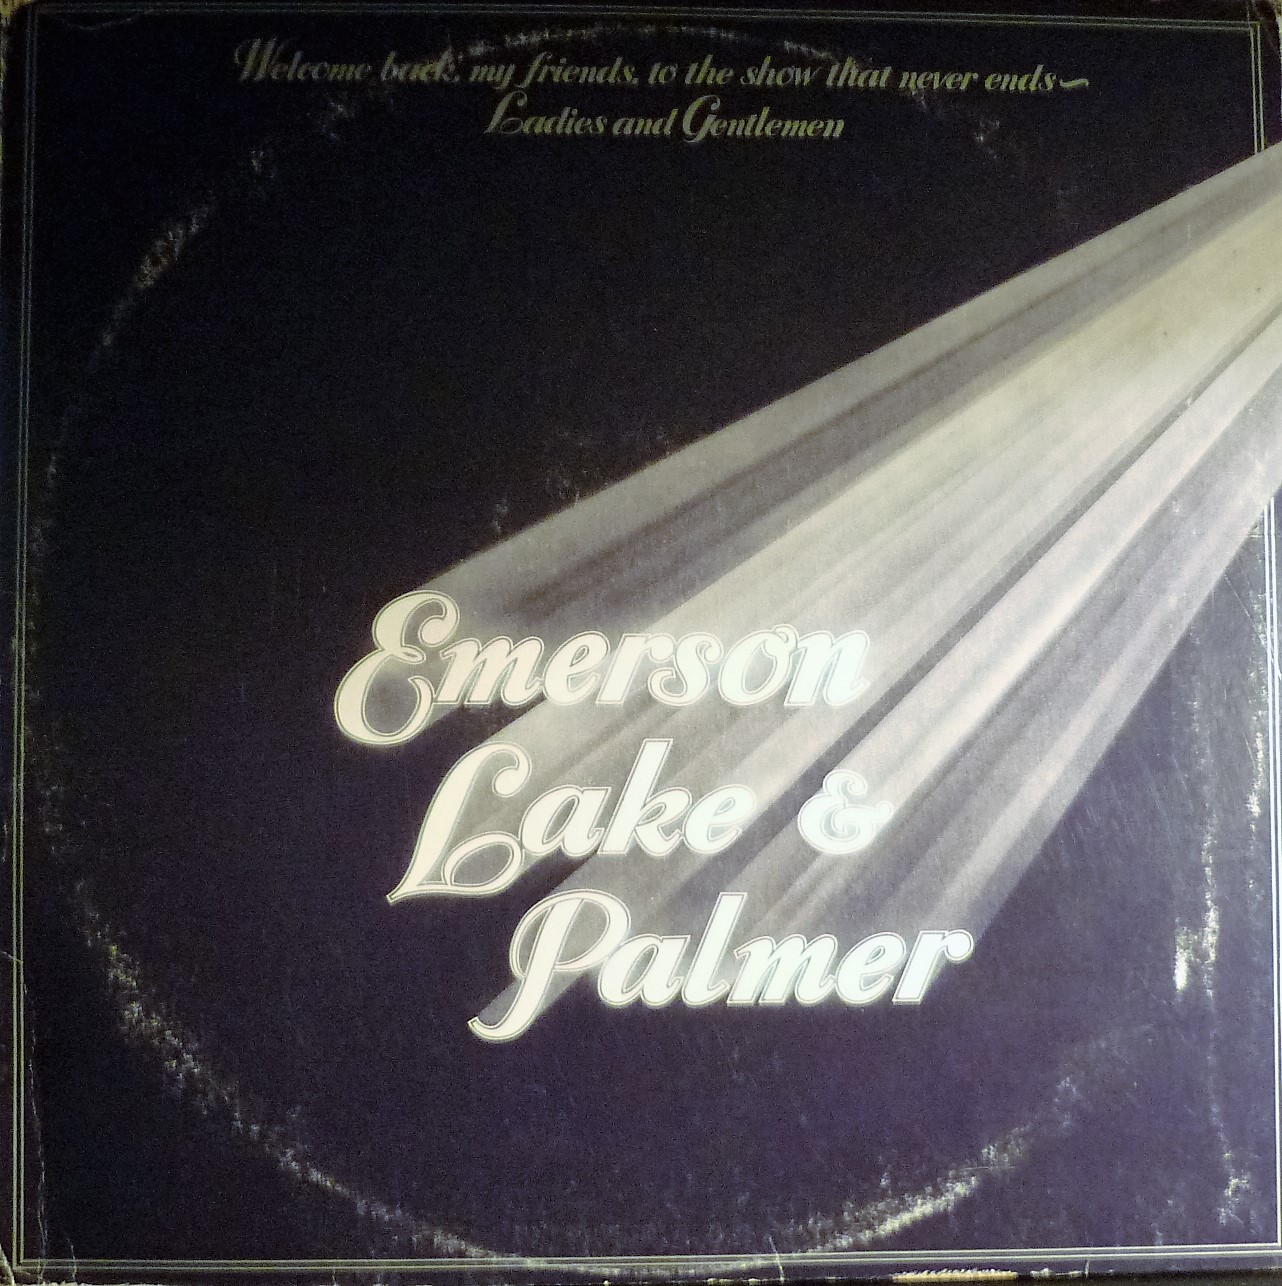 Welcome back, my friends, to the show that never ends~
Ladies and Gentlemen
Emerson
Lake &
Palmer